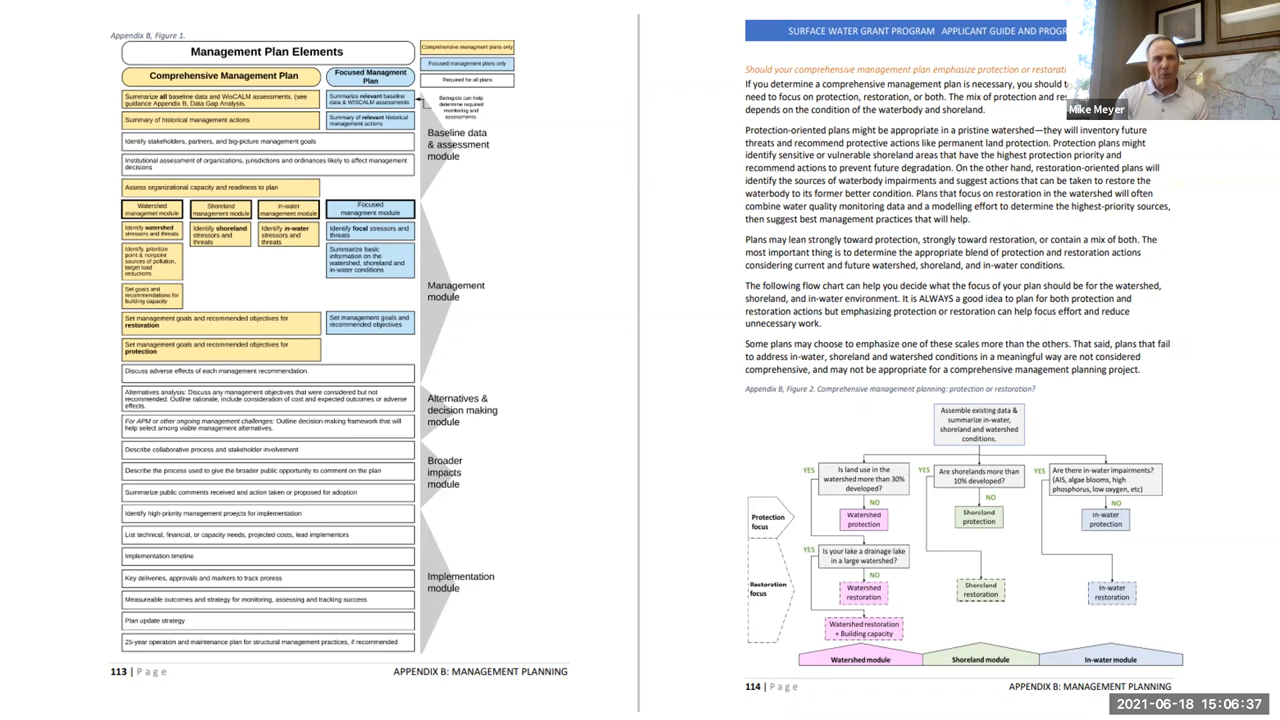 Appendix B, Figure 1.
Management Plan Elements
Comprehensive managment plans only
Focused managment plans only
Required for all plans
Comprehensive Management Plan
Focused Managment
Plan
Summarize all baseline data and WisCALM assessments. (see
guidance Appendix B, Data Gap Analysis.
Summarize relevant baseline
data & WISCALM assessments
Biologists can help
determine required
monitoring and
assessments.
Summary of historical management actions
Summary of relevant historical
management actions
Identify stakeholders, partners, and big-picture management goals
Institutional assessment of organizations, jurisdictions and ordinances likely to affect management
decisions
Assess organizational capacity and readiness to plan
Baseline data
& assessment
module
Watershed
managemet module
Shoreland
management module
In-water
management module
Focused
managment module
Identify watershed
stressors and threats
Identify shoreland
stressors and
threats
Identify in-water
stressors and
threats
Identify focal stressors and
threats
Identify, prioritize
point & nonpoint
sources of pollution,
target load
reductions
Summarize basic
information on the
watershed, shoreland and
in-water conditions
Set goals and
recommendations for
building capacity
Management
module
Set management goals and recommended objectives for
restoration
Set management goals and
recommended objectives
Set management goals and recommended objectives for
protection
Discuss adverse effects of each management recommendation.
Alternatives analysis: Discuss any management objectives that were considered but not
recommended. Outline rationale, include consideration of cost and expected outcomes or adverse
effects.
For APM or other ongoing management challenges: Outline decision-making framework that will
help select among viable management alternatives.
Alternatives &
decision making
module
Describe collaborative process and stakeholder involvement
Describe the process used to give the broader public opportunity to comment on the plan
Summarize public comments received and action taken or proposed for adoption
Broader
impacts
module
Identify high-priority management proejcts for implementation
List technical, financial, or capacity needs, projected costs, lead implementors
Implementation timeline
Key deliveries, approvals and markers to track proress
Measureable outcomes and strategy for monitoring, assessing and tracking success
Plan update strategy
25-year operation and maintenance plan for structural management practices, if recommended
Implementation
module
113 | Page
APPENDIX B: MANAGEMENT PLANNING
SURFACE WATER GRANT PROGRAM APPLICANT GUIDE AND PROGR
Mike Meyer
Should your comprehensive management plan emphasize protection or restorati
If you determine a comprehensive management plan is necessary, you should t
need to focus on protection, restoration, or both. The mix of protection and res
depends on the condition of the waterbody and shoreland.
Protection-oriented plans might be appropriate in a pristine watershed—they will inventory future
threats and recommend protective actions like permanent land protection. Protection plans might
identify sensitive or vulnerable shoreland areas that have the highest protection priority and
recommend actions to prevent future degradation. On the other hand, restoration-oriented plans will
identify the sources of waterbody impairments and suggest actions that can be taken to restore the
waterbody to its former better condition. Plans that focus on restoration in the watershed will often
combine water quality monitoring data and a modelling effort to determine the highest-priority sources,
then suggest best management practices that will help.
Plans may lean strongly toward protection, strongly toward restoration, or contain a mix of both. The
most important thing is to determine the appropriate blend of protection and restoration actions
considering current and future watershed, shoreland, and in-water conditions.
The following flow chart can help you decide what the focus of your plan should be for the watershed,
shoreland, and in-water environment. It is ALWAYS a good idea to plan for both protection and
restoration actions but emphasizing protection or restoration can help focus effort and reduce
unnecessary work.
Some plans may choose to emphasize one of these scales more than the others. That said, plans that fail
to address in-water, shoreland and watershed conditions in a meaningful way are not considered
comprehensive, and may not be appropriate for a comprehensive management planning project.
Appendix B, Figure 2. Comprehensive management planning: protection or restoration?
Assemble existing data &
summarize in-water,
shoreland and watershed
conditions.
YES
Is land use in the
watershed more than 30%
developed?
YES
Are shorelands more than
10% developed?
YES
Are there in-water impairments?
(AIS, algae blooms, high
phosphorus, low oxygen, etc)
NO
NO
NO
Protection
focus
Watershed
protection
Shoreland
protection
In-water
protection
YES
Is your lake a drainage lake
in a large watershed?
NO
Restoration
focus
Watershed
restoration
Shoreland
restoration
In-water
restoration
Watershed restoration
+ Building capacity
Watershed module
Shoreland module
In-water module
114 | Page
APPENDIX B: MANAGEMENT PLANNING
2021-06-18 15:06:37